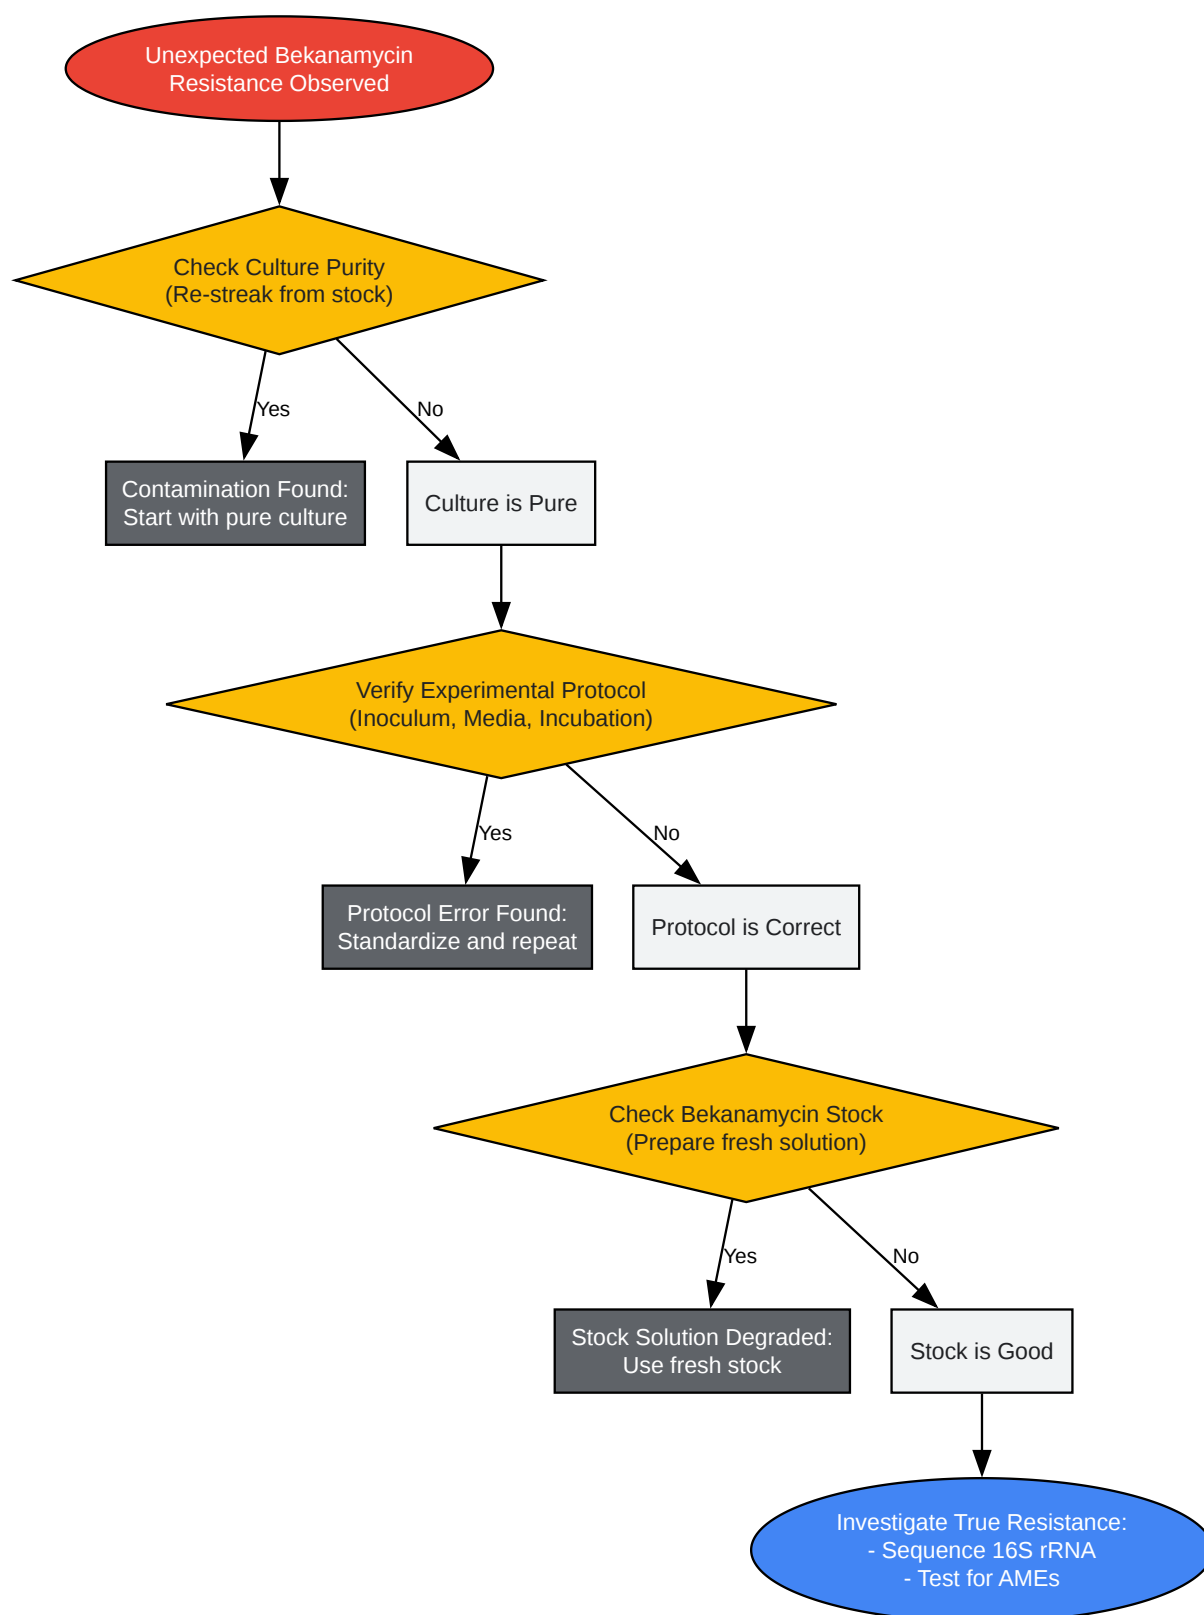 Unexpected Bekanamycin
Resistance Observed
Check Culture Purity
(Re-streak from stock)
Yes
No
Contamination Found:
Start with pure culture
Culture is Pure
Verify Experimental Protocol
(Inoculum, Media, Incubation)
Yes
No
Protocol Error Found:
Standardize and repeat
Protocol is Correct
Check Bekanamycin Stock
(Prepare fresh solution)
Yes
No
Stock Solution Degraded:
Use fresh stock
Stock is Good
Investigate True Resistance:
- Sequence 16S rRNA
- Test for AMEs